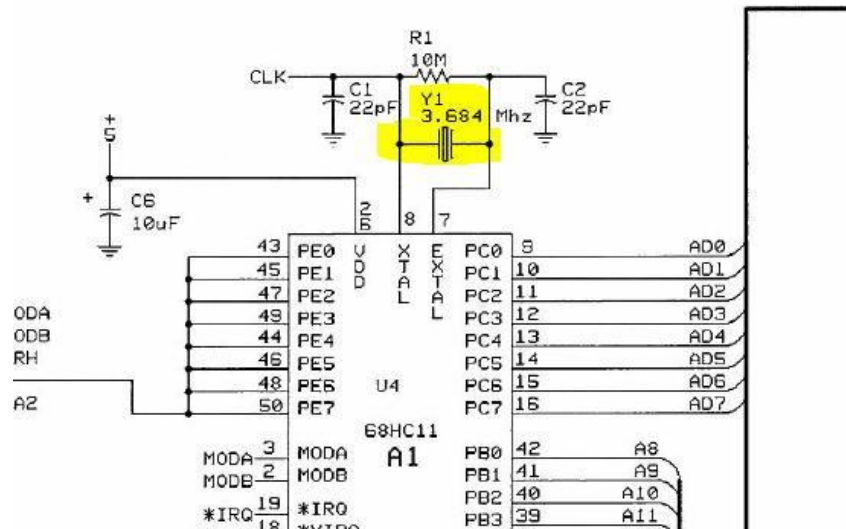 R1
10M
CLK
C1
22pF
Y1
3.684 Mhz
C2
22pF
+
5
+
C6
10uF
26
8
7
VDD
XTAL
EXTAL
43 PE0
45 PE1
47 PE2
49 PE3
44 PE4
46 PE5
48 PE6
50 PE7
PC0 9 AD0
PC1 10 AD1
PC2 11 AD2
PC3 12 AD3
PC4 13 AD4
PC5 14 AD5
PC6 15 AD6
PC7 16 AD7
ODA
ODB
RH
A2
U4
68HC11
A1
MODA 3 MODA
MODB 2 MODB
*IRQ 19 *IRQ
18
PB0 42 A8
PB1 41 A9
PB2 40 A10
PB3 39 A11